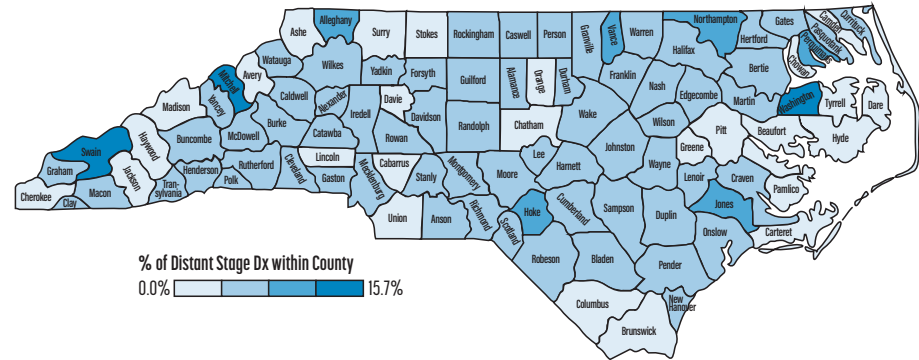 Ashe
Alleghany
Surry
Stokes
Rockingham
Caswell
Person
Granville
Vance
Warren
Northampton
Gates
Camden
Currituck
Pasquotank
Perquimans
Hertford
Halifax
Chowan
Bertie
Watauga
Wilkes
Yadkin
Forsyth
Guilford
Alamance
Orange
Durham
Franklin
Nash
Edgecombe
Martin
Washington
Tyrrell
Dare
Mitchell
Avery
Yancey
Caldwell
Alexander
Iredell
Davie
Davidson
Randolph
Chatham
Wake
Wilson
Pitt
Beaufort
Hyde
Madison
Buncombe
McDowell
Burke
Catawba
Rowan
Lee
Johnston
Greene
Swain
Haywood
Graham
Jackson
Henderson
Rutherford
Cleveland
Lincoln
Gaston
Mecklenburg
Cabarrus
Stanly
Montgomery
Moore
Harnett
Wayne
Lenoir
Craven
Pamlico
Cherokee
Clay
Macon
Tran-
sylvania
Polk
Union
Anson
Richmond
Scotland
Hoke
Cumberland
Sampson
Duplin
Jones
Onslow
Carteret
Robeson
Bladen
Pender
Columbus
New
Hanover
Brunswick
% of Distant Stage Dx within County
0.0%
15.7%